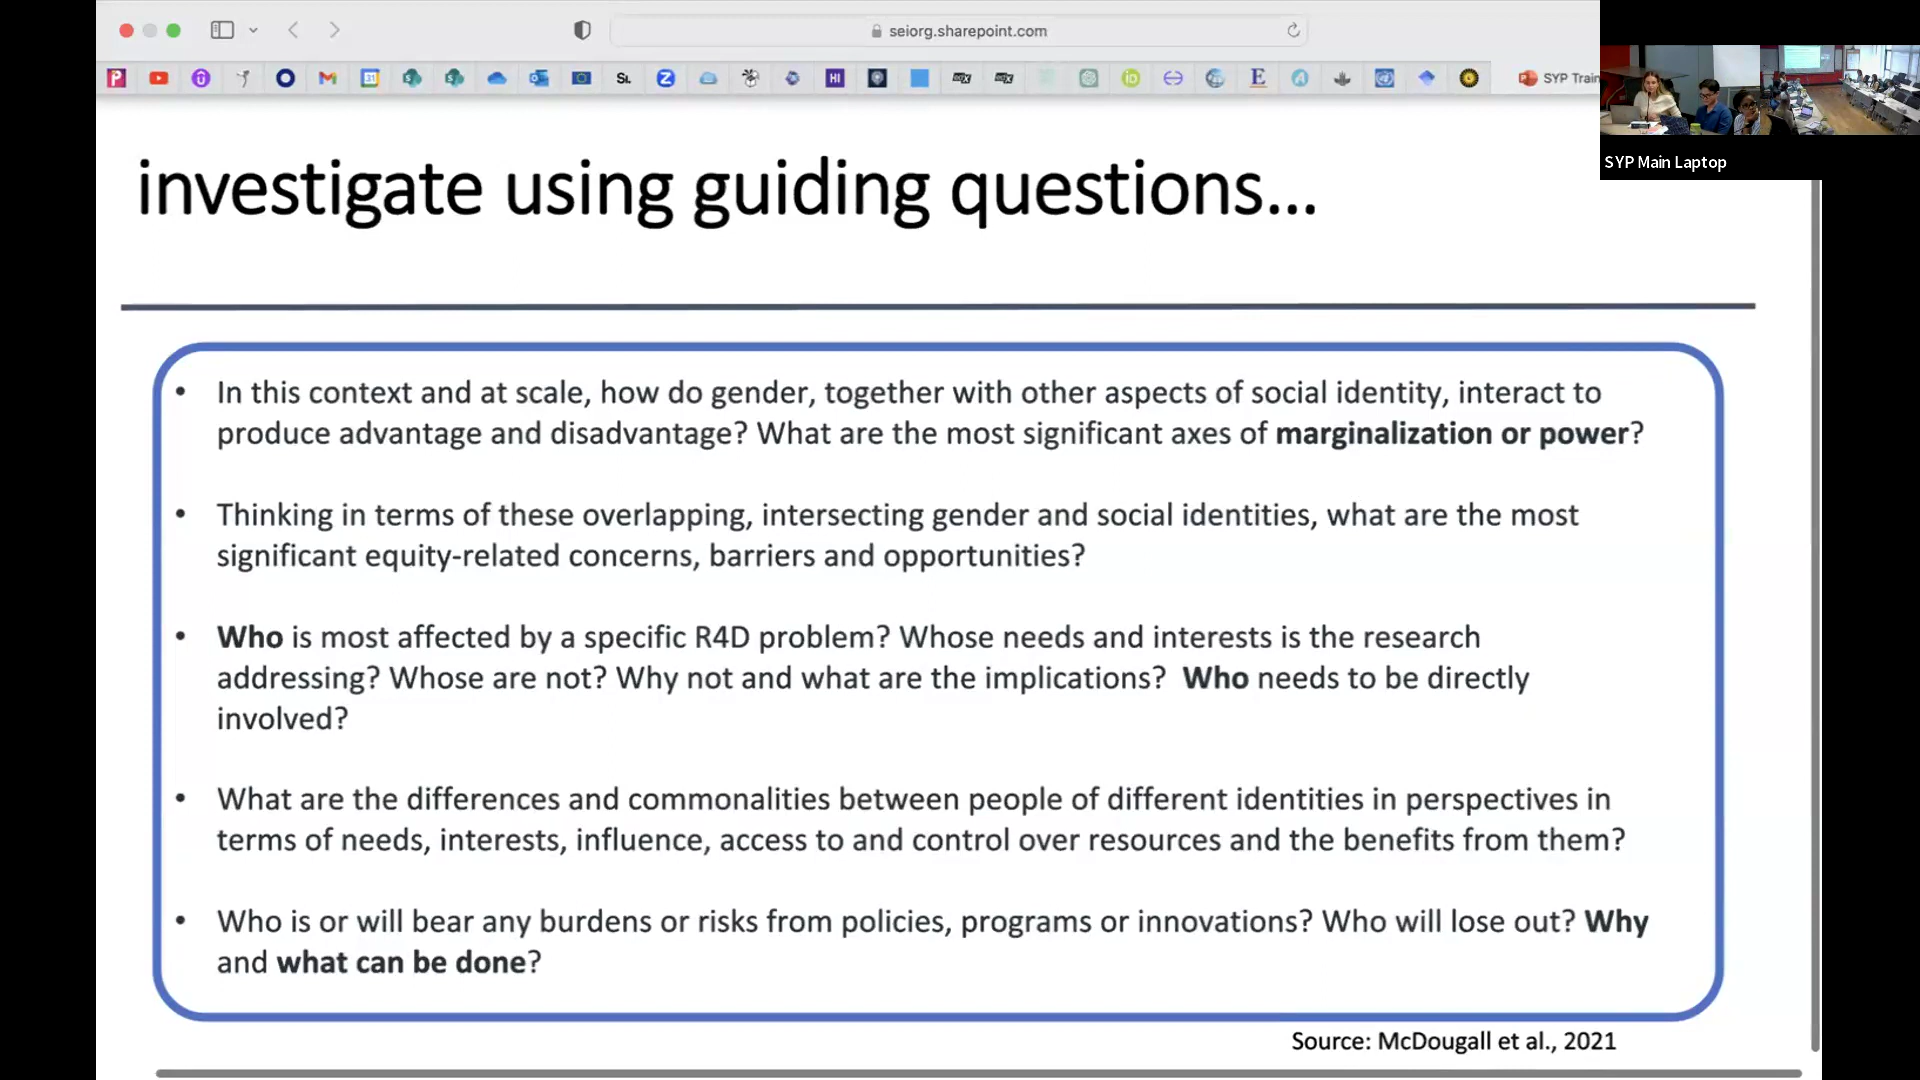 seiorg.sharepoint.com
SYP Train
SYP Main Laptop
investigate using guiding questions...
• In this context and at scale, how do gender, together with other aspects of social identity, interact to
produce advantage and disadvantage? What are the most significant axes of marginalization or power?
• Thinking in terms of these overlapping, intersecting gender and social identities, what are the most
significant equity-related concerns, barriers and opportunities?
• Who is most affected by a specific R4D problem? Whose needs and interests is the research
addressing? Whose are not? Why not and what are the implications? Who needs to be directly
involved?
• What are the differences and commonalities between people of different identities in perspectives in
terms of needs, interests, influence, access to and control over resources and the benefits from them?
• Who is or will bear any burdens or risks from policies, programs or innovations? Who will lose out? Why
and what can be done?
Source: McDougall et al., 2021